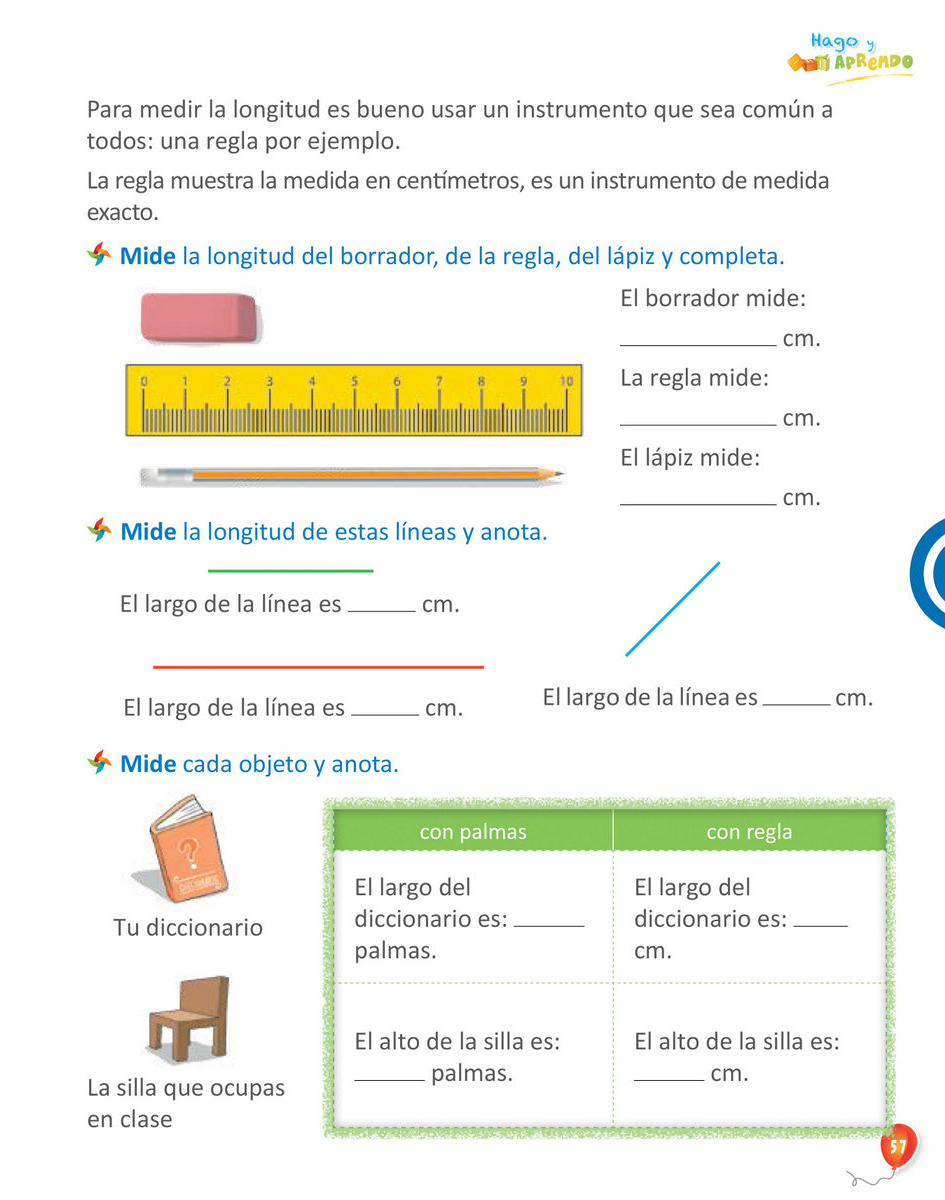 Hago y
APRENDO
Para medir la longitud es bueno usar un instrumento que sea común a
todos: una regla por ejemplo.
La regla muestra la medida en centímetros, es un instrumento de medida
exacto.
Mide la longitud del borrador, de la regla, del lápiz y completa.
El borrador mide:
____________ cm.
0 1 2 3 4 5 6 7 8 9 10
La regla mide:
____________ cm.
El lápiz mide:
____________ cm.
Mide la longitud de estas líneas y anota.
El largo de la línea es _____ cm.
El largo de la línea es _____ cm.
El largo de la línea es _____ cm.
Mide cada objeto y anota.
?
Tu diccionario
La silla que ocupas
en clase
con palmas
con regla
El largo del
diccionario es: _____
palmas.
El largo del
diccionario es: ____
cm.
El alto de la silla es:
_____ palmas.
El alto de la silla es:
_____ cm.
57